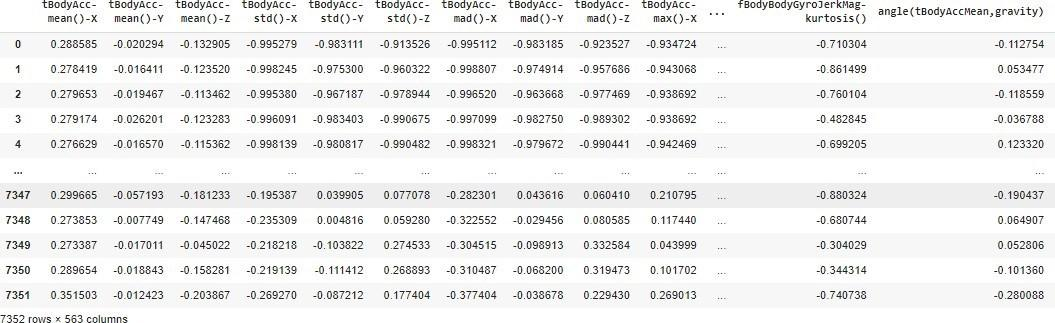 tBodyAcc-mean()-X tBodyAcc-mean()-Y tBodyAcc-mean()-Z tBodyAcc-std()-X tBodyAcc-std()-Y tBodyAcc-std()-Z tBodyAcc-mad()-X tBodyAcc-mad()-Y tBodyAcc-mad()-Z tBodyAcc-max()-X ... fBodyBodyGyroJerkMag-kurtosis() angle(tBodyAccMean,gravity)
0 0.288585 -0.020294 -0.132905 -0.995279 -0.983111 -0.913526 -0.995112 -0.983185 -0.923527 -0.934724 ... -0.710304 -0.112754
1 0.278419 -0.016411 -0.123520 -0.998245 -0.975300 -0.960322 -0.998807 -0.974914 -0.957686 -0.943068 ... -0.861499 0.053477
2 0.279653 -0.019467 -0.113462 -0.995380 -0.967187 -0.978944 -0.996520 -0.963668 -0.977469 -0.938692 ... -0.760104 -0.118559
3 0.279174 -0.026201 -0.123283 -0.996091 -0.983403 -0.990675 -0.997099 -0.982750 -0.989302 -0.938692 ... -0.482845 -0.036788
4 0.276629 -0.016570 -0.115362 -0.998139 -0.980817 -0.990482 -0.998321 -0.979672 -0.990441 -0.942469 ... -0.699205 0.123320
... ... ... ... ... ... ... ... ... ... ... ... ... ...
7347 0.299665 -0.057193 -0.181233 -0.195387 0.039905 0.077078 -0.282301 0.043616 0.060410 0.210795 ... -0.880324 -0.190437
7348 0.273853 -0.007749 -0.147468 -0.235309 0.004816 0.059280 -0.322552 -0.029456 0.080585 0.117440 ... -0.680744 0.064907
7349 0.273387 -0.017011 -0.045022 -0.218218 -0.103822 0.274533 -0.304515 -0.098913 0.332584 0.043999 ... -0.304029 0.052806
7350 0.289654 -0.018843 -0.158281 -0.219139 -0.111412 0.268893 -0.310487 -0.068200 0.319473 0.101702 ... -0.344314 -0.101360
7351 0.351503 -0.012423 -0.203867 -0.269270 -0.087212 0.177404 -0.377404 -0.038678 0.229430 0.269013 ... -0.740738 -0.280088
7352 rows × 563 columns